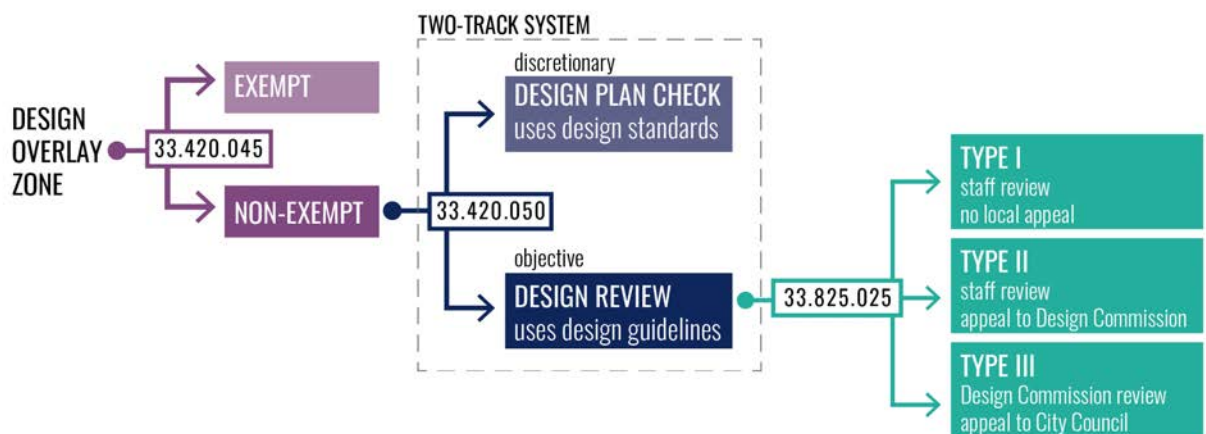 TWO-TRACK SYSTEM
DESIGN
OVERLAY
ZONE
33.420.045
EXEMPT
NON-EXEMPT
33.420.050
discretionary
DESIGN PLAN CHECK
uses design standards
objective
DESIGN REVIEW
uses design guidelines
33.825.025
TYPE I
staff review
no local appeal
TYPE II
staff review
appeal to Design Commission
TYPE III
Design Commission review
appeal to City Council